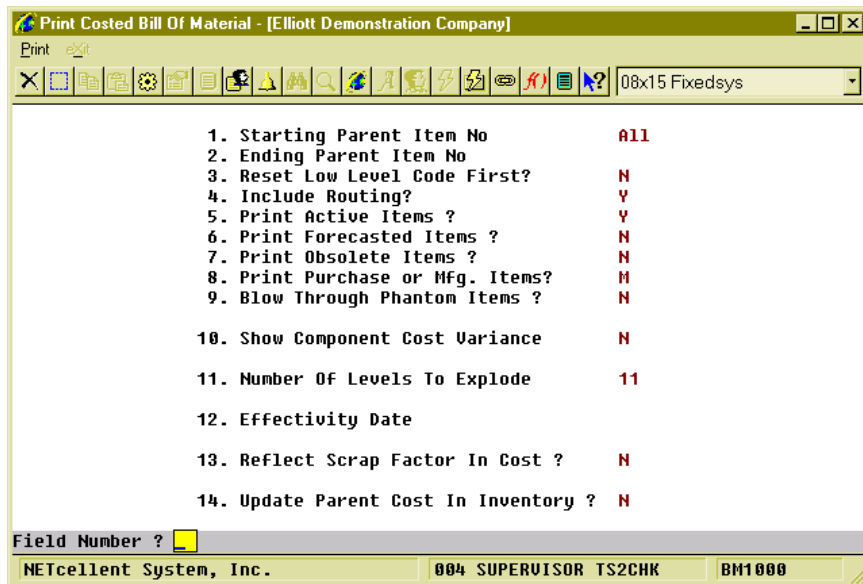 Print Costed Bill Of Material - [Elliott Demonstration Company]
Print eXit
08x15 Fixedsys
1. Starting Parent Item No All
2. Ending Parent Item No
3. Reset Low Level Code First? N
4. Include Routing? Y
5. Print Active Items ? Y
6. Print Forecasted Items ? N
7. Print Obsolete Items ? N
8. Print Purchase or Mfg. Items? M
9. Blow Through Phantom Items ? N
10. Show Component Cost Variance N
11. Number Of Levels To Explode 11
12. Effectivity Date
13. Reflect Scrap Factor In Cost ? N
14. Update Parent Cost In Inventory ? N
Field Number ?
NETcellent System, Inc. 004 SUPERVISOR TS2CHK BM1000